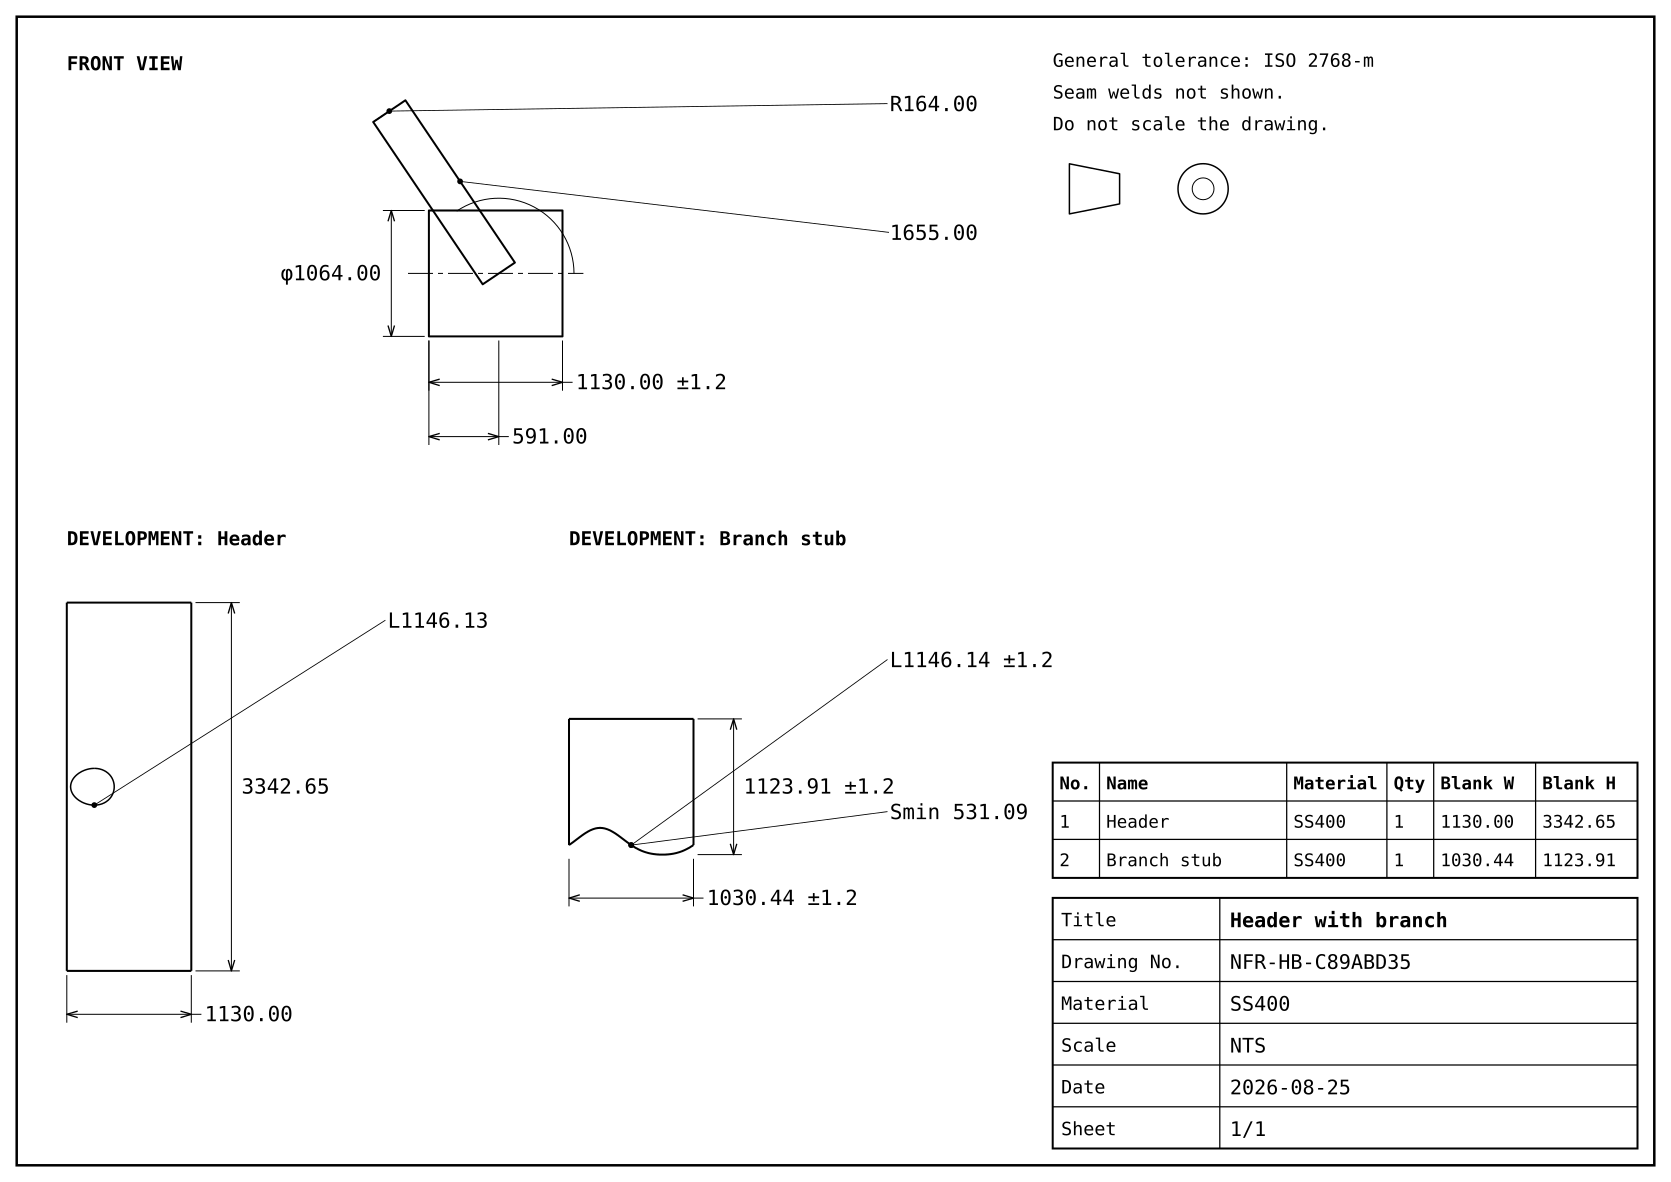 FRONT VIEW
General tolerance: ISO 2768-m
Seam welds not shown.
Do not scale the drawing.
R164.00
1655.00
φ1064.00
1130.00 ±1.2
591.00
DEVELOPMENT: Header
DEVELOPMENT: Branch stub
L1146.13
3342.65
1130.00
L1146.14 ±1.2
1123.91 ±1.2
Smin 531.09
1030.44 ±1.2
No. Name Material Qty Blank W Blank H
1 Header SS400 1 1130.00 3342.65
2 Branch stub SS400 1 1030.44 1123.91
Title Header with branch
Drawing No. NFR-HB-C89ABD35
Material SS400
Scale NTS
Date 2026-08-25
Sheet 1/1